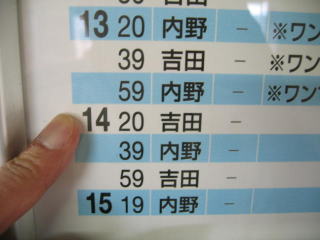 13 20 内野 - ※ワン
39 吉田 - ※ワン
59 内野 - ※ワン
14 20 吉田 -
39 内野 -
59 吉田 -
15 19 内野 -